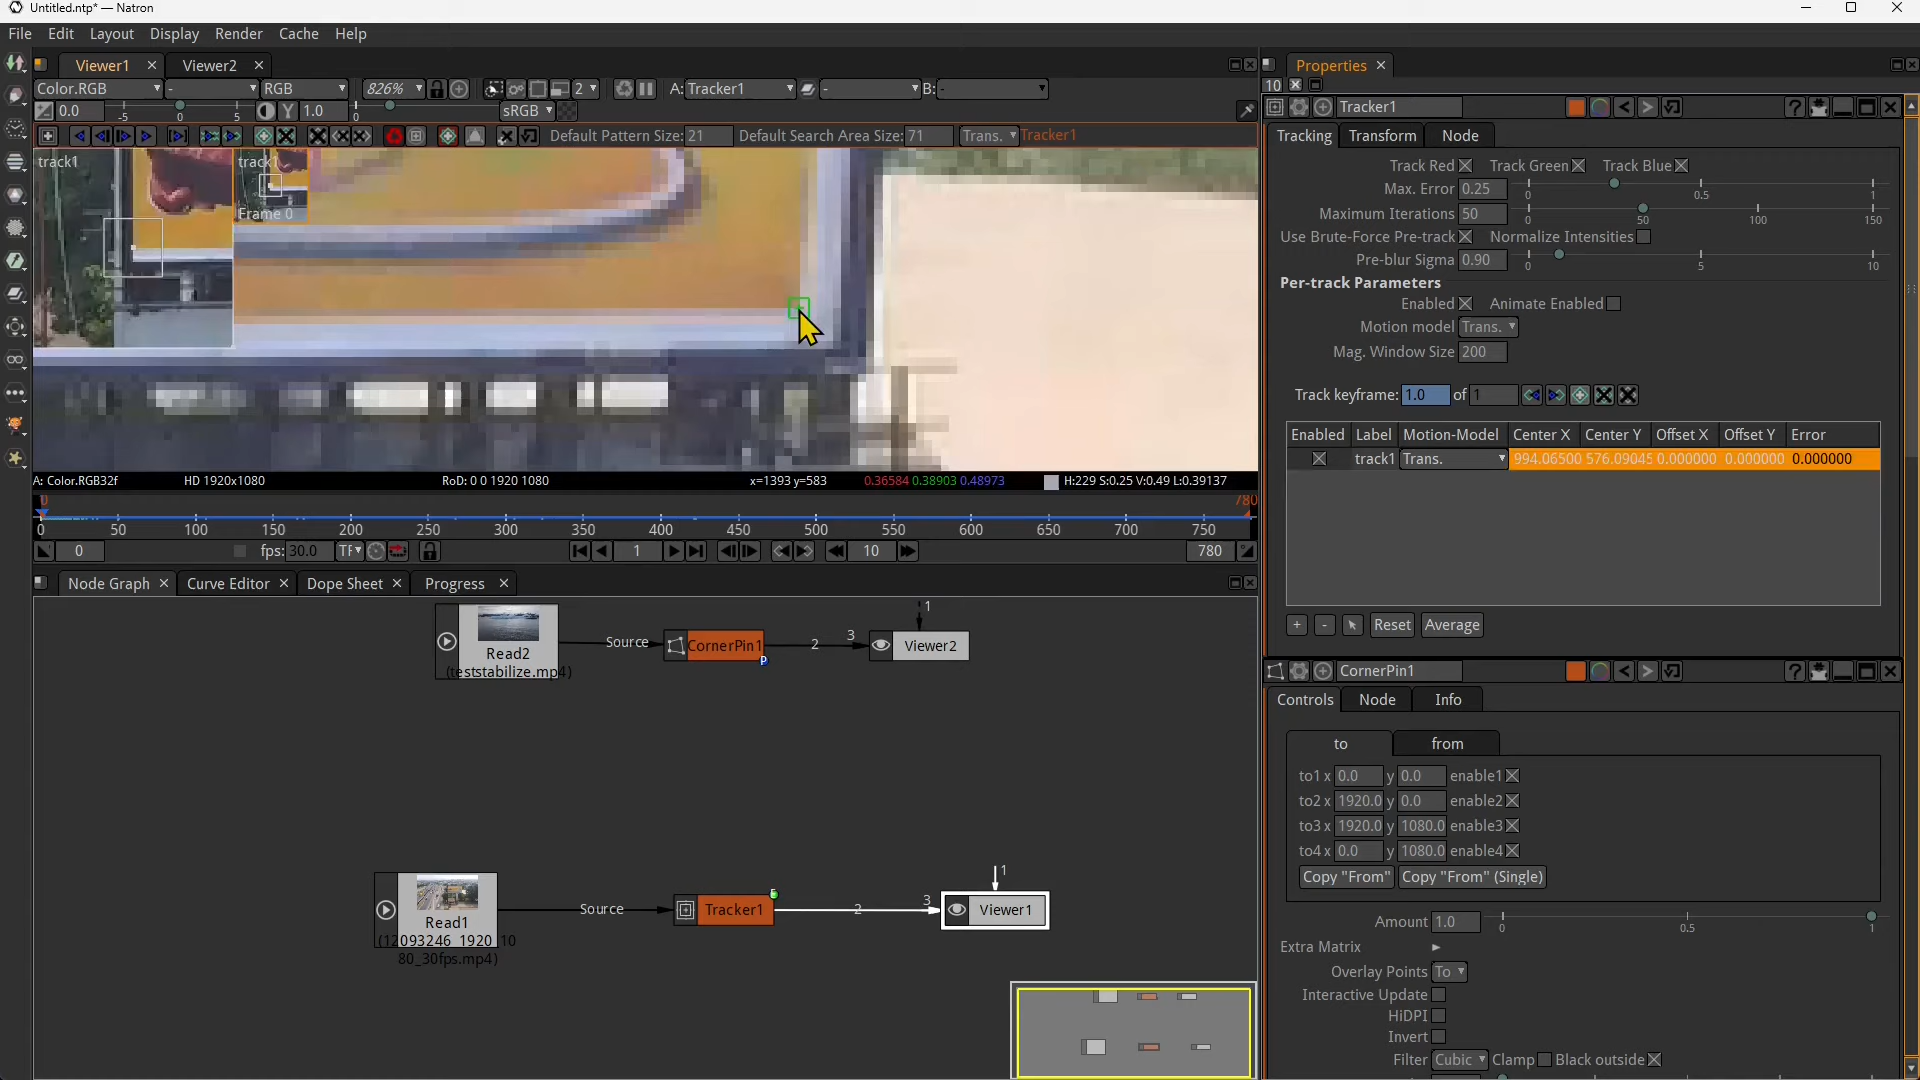 Untitled.ntp* — Natron
File Edit Layout Display Render Cache Help
Viewer1 Viewer2
Color.RGB - RGB 826% 2 A: Tracker1 - B: -
0.0 -5 0 5 Y 1.0 0 sRGB
Default Pattern Size: 21 Default Search Area Size: 71 Trans. Tracker1
track1 track1
Frame 0
A: Color.RGB32f HD 1920x1080 RoD: 0 0 1920 1080 x=1393 y=583 0.36584 0.38903 0.48973 H:229 S:0.25 V:0.49 L:0.39137
0 780
0 50 100 150 200 250 300 350 400 450 500 550 600 650 700 750
0 fps: 30.0 TF 1 10 780
Node Graph Curve Editor Dope Sheet Progress
1
Read2
(teststabilize.mp4)
Source
CornerPin1
P
2 3
Viewer2
1
Read1
(12093246_1920_10
80_30fps.mp4)
Source
Tracker1
E
2 3
Viewer1
Properties
10
Tracker1
?
Tracking Transform Node
Track Red Track Green Track Blue
Max. Error 0.25 0 0.5 1
Maximum Iterations 50 0 50 100 150
Use Brute-Force Pre-track Normalize Intensities
Pre-blur Sigma 0.90 0 5 10
Per-track Parameters
Enabled Animate Enabled
Motion model Trans.
Mag. Window Size 200
Track keyframe: 1.0 of 1
Enabled Label Motion-Model Center X Center Y Offset X Offset Y Error
track1 Trans. 994.06500 576.09045 0.000000 0.000000 0.000000
+ - Reset Average
CornerPin1
?
Controls Node Info
to from
to1 x 0.0 y 0.0 enable1
to2 x 1920.0 y 0.0 enable2
to3 x 1920.0 y 1080.0 enable3
to4 x 0.0 y 1080.0 enable4
Copy "From" Copy "From" (Single)
Amount 1.0 0 0.5 1
Extra Matrix
Overlay Points To
Interactive Update
HiDPI
Invert
Filter Cubic Clamp Black outside